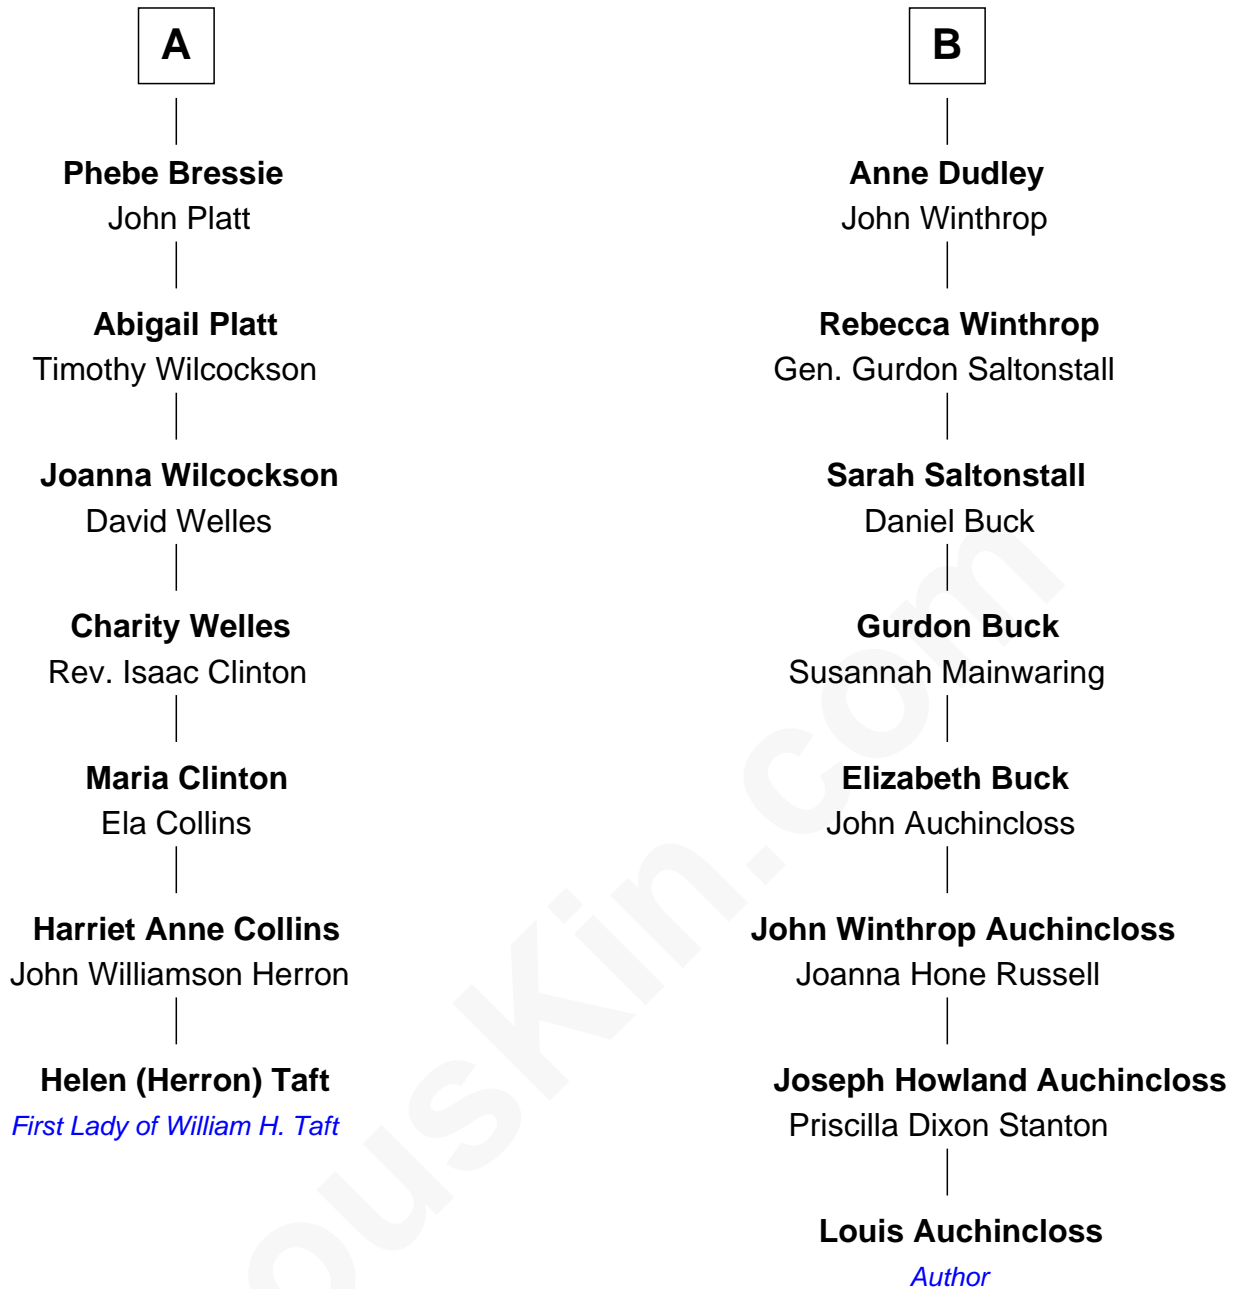 A
Phebe Bressie
John Platt
Abigail Platt
Timothy Wilcockson
Joanna Wilcockson
David Welles
Charity Welles
Rev. Isaac Clinton
Maria Clinton
Ela Collins
Harriet Anne Collins
John Williamson Herron
Helen (Herron) Taft
First Lady of William H. Taft
B
Anne Dudley
John Winthrop
Rebecca Winthrop
Gen. Gurdon Saltonstall
Sarah Saltonstall
Daniel Buck
Gurdon Buck
Susannah Mainwaring
Elizabeth Buck
John Auchincloss
John Winthrop Auchincloss
Joanna Hone Russell
Joseph Howland Auchincloss
Priscilla Dixon Stanton
Louis Auchincloss
Author
ousKin.com